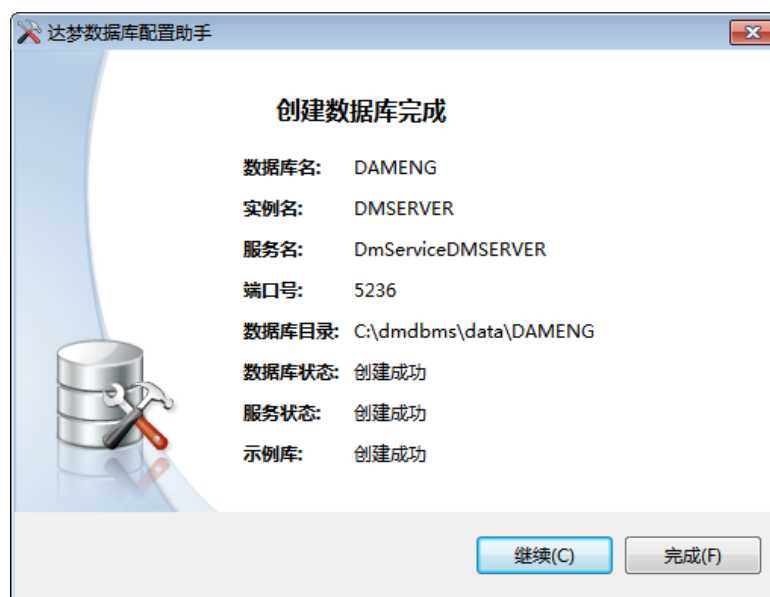 达梦数据库配置助手
创建数据库完成
数据库名: DAMENG
实例名: DMSERVER
服务名: DmServiceDMSERVER
端口号: 5236
数据库目录: C:\dmdbms\data\DAMENG
数据库状态: 创建成功
服务状态: 创建成功
示例库: 创建成功
继续(C) 完成(F)